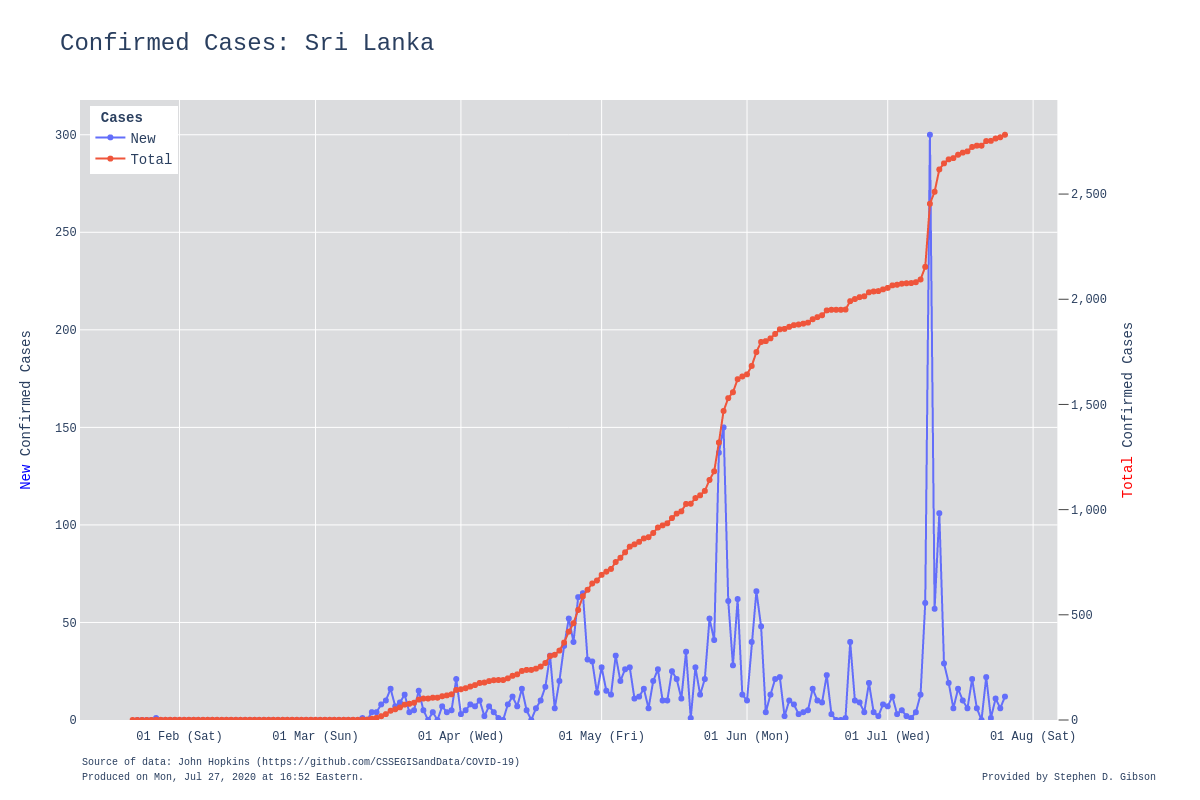 Confirmed Cases: Sri Lanka
Cases
New
Total
300
250
200
150
100
50
0
2,500
2,000
1,500
1,000
500
0
New Confirmed Cases
Total Confirmed Cases
01 Feb (Sat) 01 Mar (Sun) 01 Apr (Wed) 01 May (Fri) 01 Jun (Mon) 01 Jul (Wed) 01 Aug (Sat)
Source of data: John Hopkins (https://github.com/CSSEGISandData/COVID-19)
Produced on Mon, Jul 27, 2020 at 16:52 Eastern.
Provided by Stephen D. Gibson